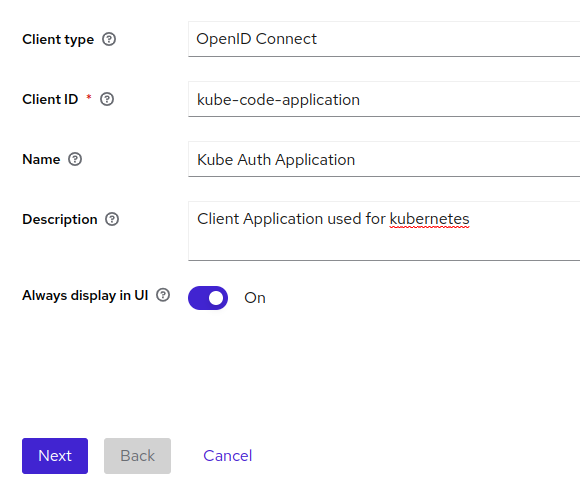 Client type
OpenID Connect
Client ID *
kube-code-application
Name
Kube Auth Application
Description
Client Application used for kubernetes
Always display in UI
On
Next Back Cancel